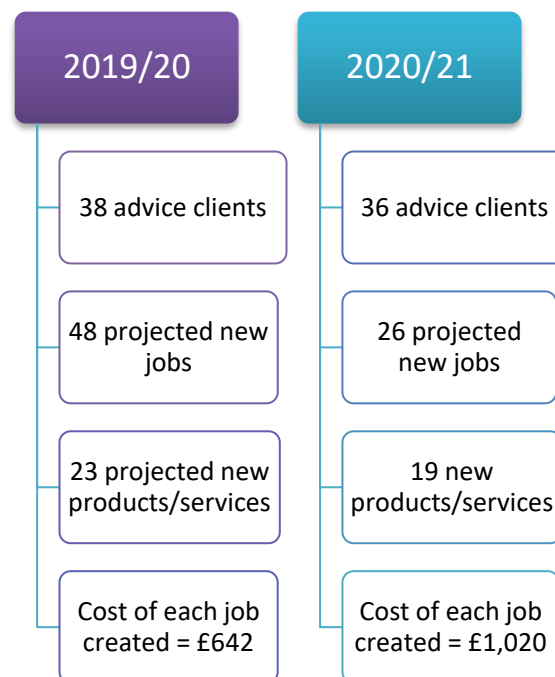 2019/20
38 advice clients
48 projected new
jobs
23 projected new
products/services
Cost of each job
created = £642
2020/21
36 advice clients
26 projected
new jobs
19 new
products/services
Cost of each job
created = £1,020